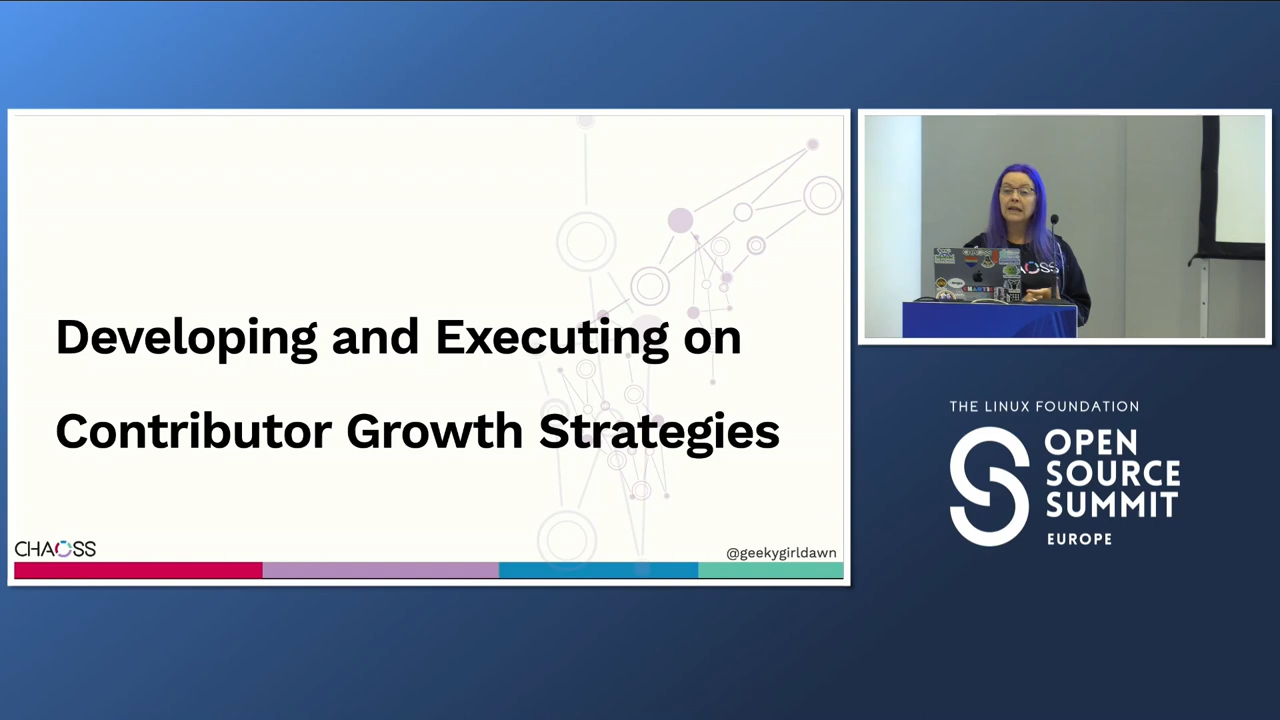 Developing and Executing on
Contributor Growth Strategies
CHAOSS
@geekygirldawn
THE LINUX FOUNDATION
OPEN
SOURCE
SUMMIT
EUROPE